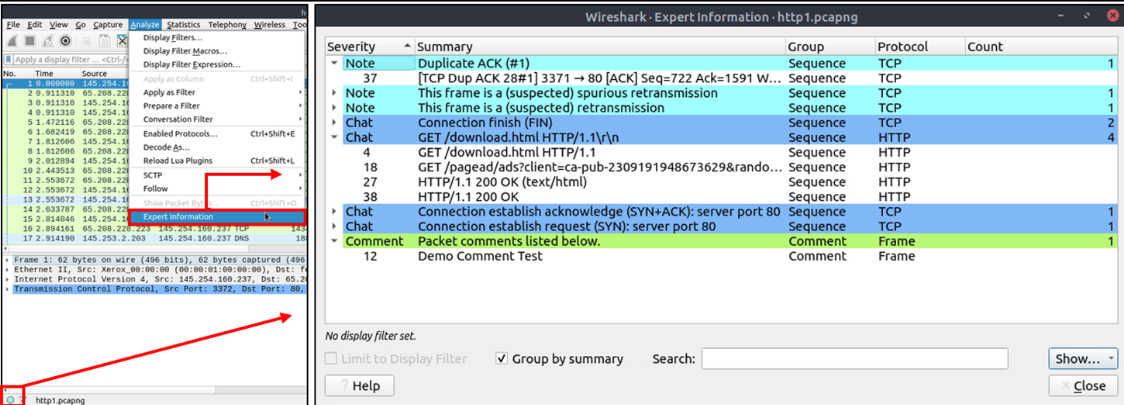 File Edit View Go Capture Analyze Statistics Telephony Wireless
Display Filters...
Display Filter Macros...
Display Filter Expression...
Apply as Column Ctrl+Shift+I
Apply as Filter
Prepare a Filter
Conversation Filter
Enabled Protocols... Ctrl+Shift+E
Decode As...
Reload Lua Plugins Ctrl+Shift+L
SCTP
Follow
Show Packet Ctrl+Shift+O
Expert Information
Apply a display filter ... <Ctrl-/>
No. Time Source
1 0.000000 145.254.16
2 0.911310 65.208.228
3 0.911310 145.254.16
4 0.911310 145.254.16
5 1.472116 65.208.228
6 1.682419 65.208.228
7 1.812606 145.254.16
8 1.812606 65.208.228
9 2.012894 145.254.16
10 2.443513 65.208.228
11 2.553672 65.208.228
12 2.553672 145.254.16
13 2.553672 145.254.16
14 2.633787 65.208.228
15 2.814046 145.254.16
16 2.894161 65.208.228.223 145.254.160.237 TCP 143
17 2.914190 145.253.2.203 145.254.160.237 DNS 18
Frame 1: 62 bytes on wire (496 bits), 62 bytes captured (496
Ethernet II, Src: Xerox_00:00:00 (00:00:01:00:00:00), Dst: fe
Internet Protocol Version 4, Src: 145.254.160.237, Dst: 65.20
Transmission Control Protocol, Src Port: 3372, Dst Port: 80,
http1.pcapng
Wireshark · Expert Information · http1.pcapng
Severity Summary Group Protocol Count
Note Duplicate ACK (#1) Sequence TCP 1
37 [TCP Dup ACK 28#1] 3371 → 80 [ACK] Seq=722 Ack=1591 W... Sequence TCP
Note This frame is a (suspected) spurious retransmission Sequence TCP 1
Note This frame is a (suspected) retransmission Sequence TCP 1
Chat Connection finish (FIN) Sequence TCP 2
Chat GET /download.html HTTP/1.1\r\n Sequence HTTP 4
4 GET /download.html HTTP/1.1 Sequence HTTP
18 GET /pagead/ads?client=ca-pub-2309191948673629&rando... Sequence HTTP
27 HTTP/1.1 200 OK (text/html) Sequence HTTP
38 HTTP/1.1 200 OK Sequence HTTP
Chat Connection establish acknowledge (SYN+ACK): server port 80 Sequence TCP 1
Chat Connection establish request (SYN): server port 80 Sequence TCP 1
Comment Packet comments listed below. Comment Frame 1
12 Demo Comment Test Comment Frame
No display filter set.
Limit to Display Filter Group by summary Search: Show...
Help Close